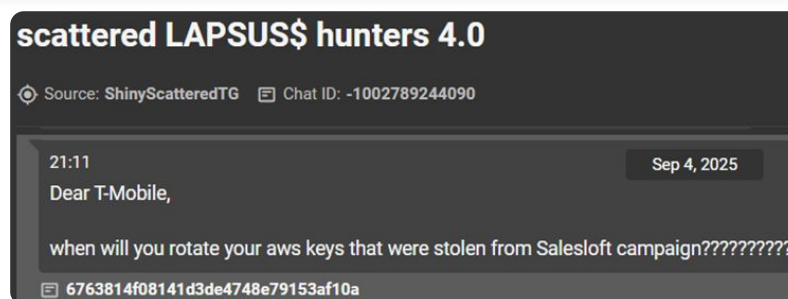 scattered LAPSUS$ hunters 4.0
Source: ShinyScatteredTG Chat ID: -1002789244090
21:11
Sep 4, 2025
Dear T-Mobile,
when will you rotate your aws keys that were stolen from Salesloft campaign??????????
6763814f08141d3de4748e79153af10a